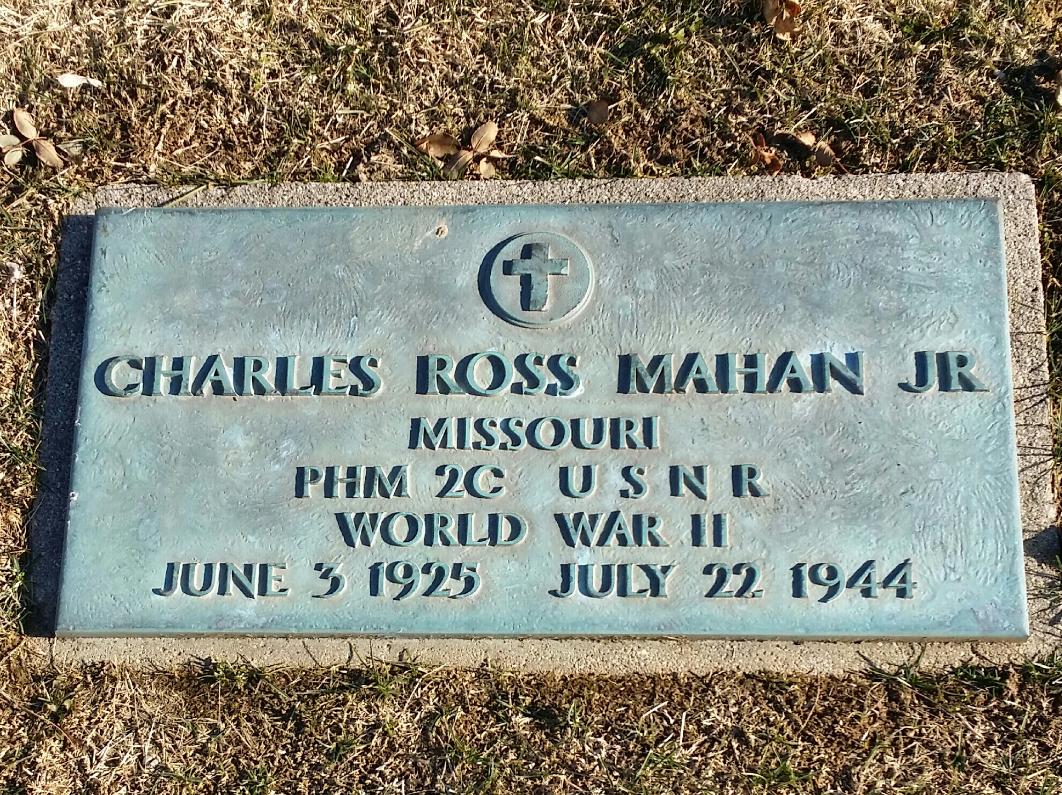 CHARLES ROSS MAHAN JR
MISSOURI
PHM 2C U S N R
WORLD WAR II
JUNE 3 1925 JULY 22 1944